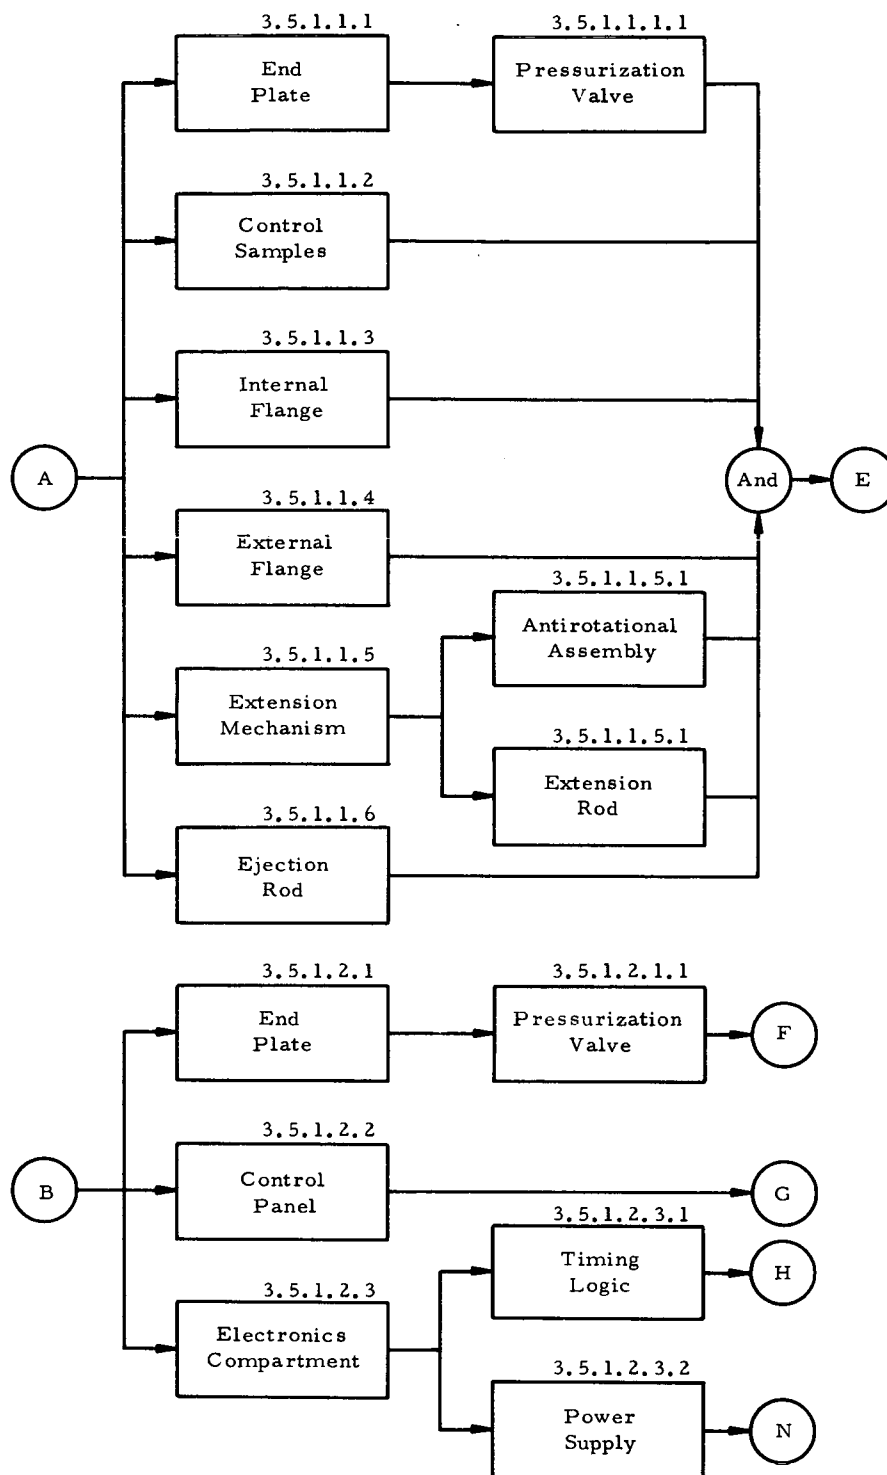 3.5.1.1.1
End
Plate
3.5.1.1.1.1
Pressurization
Valve
3.5.1.1.2
Control
Samples
3.5.1.1.3
Internal
Flange
A
And
E
3.5.1.1.4
External
Flange
3.5.1.1.5.1
Antirotational
Assembly
3.5.1.1.5
Extension
Mechanism
3.5.1.1.5.1
Extension
Rod
3.5.1.1.6
Ejection
Rod
3.5.1.2.1
End
Plate
3.5.1.2.1.1
Pressurization
Valve
F
B
3.5.1.2.2
Control
Panel
G
3.5.1.2.3.1
Timing
Logic
H
3.5.1.2.3
Electronics
Compartment
3.5.1.2.3.2
Power
Supply
N